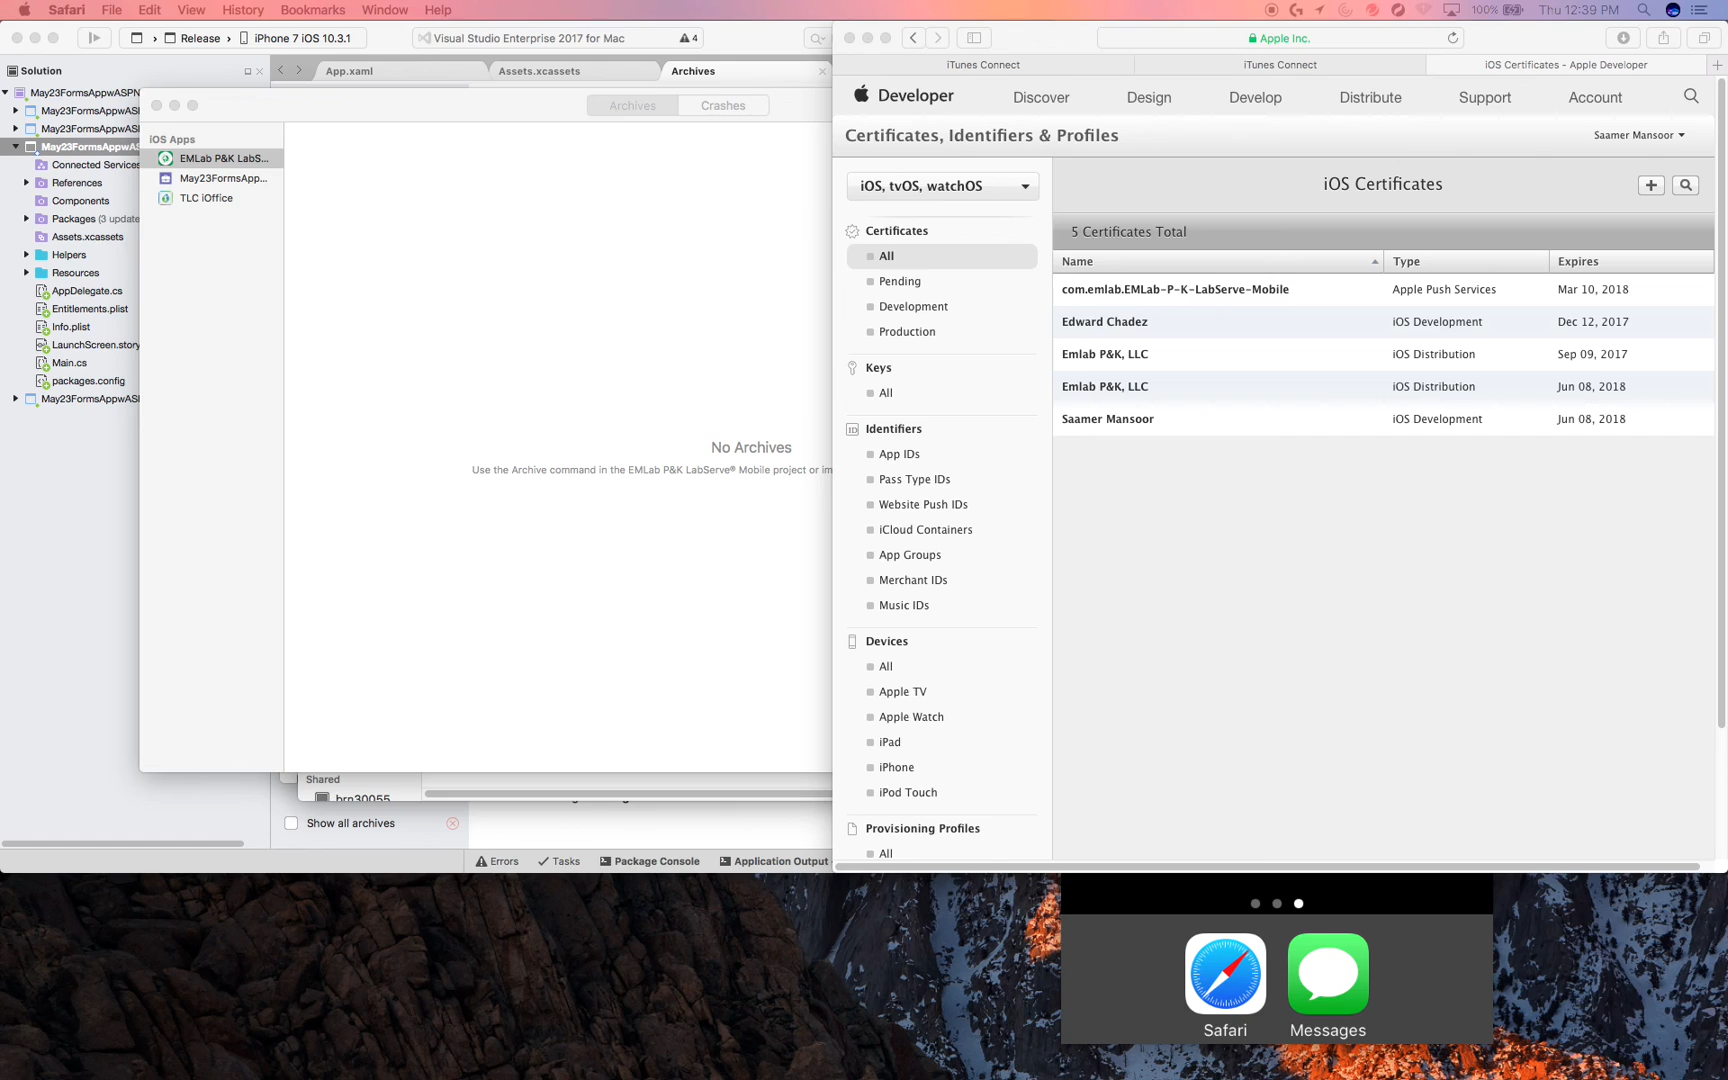 Safari File Edit View History Bookmarks Window Help
100% Thu 12:39 PM
Release iPhone 7 iOS 10.3.1
Visual Studio Enterprise 2017 for Mac 4
Solution
App.xaml Assets.xcassets Archives
May23FormsAppwASPN
May23FormsAppwASI
May23FormsAppwASI
May23FormsAppwAS
Connected Services
References
Components
Packages (3 update
Assets.xcassets
Helpers
Resources
AppDelegate.cs
Entitlements.plist
Info.plist
LaunchScreen.story
Main.cs
packages.config
May23FormsAppwASI
Archives Crashes
iOS Apps
EMLab P&K LabS...
May23FormsApp...
TLC iOffice
No Archives
Use the Archive command in the EMLab P&K LabServe® Mobile project or im
Shared
brn30055
Show all archives
Errors Tasks Package Console Application Output
Apple Inc.
iTunes Connect iTunes Connect iOS Certificates - Apple Developer
Developer Discover Design Develop Distribute Support Account
Certificates, Identifiers & Profiles Saamer Mansoor
iOS, tvOS, watchOS
Certificates
All
Pending
Development
Production
Keys
All
ID Identifiers
App IDs
Pass Type IDs
Website Push IDs
iCloud Containers
App Groups
Merchant IDs
Music IDs
Devices
All
Apple TV
Apple Watch
iPad
iPhone
iPod Touch
Provisioning Profiles
All
iOS Certificates
5 Certificates Total
Name Type Expires
com.emlab.EMLab-P-K-LabServe-Mobile Apple Push Services Mar 10, 2018
Edward Chadez iOS Development Dec 12, 2017
Emlab P&K, LLC iOS Distribution Sep 09, 2017
Emlab P&K, LLC iOS Distribution Jun 08, 2018
Saamer Mansoor iOS Development Jun 08, 2018
Safari Messages